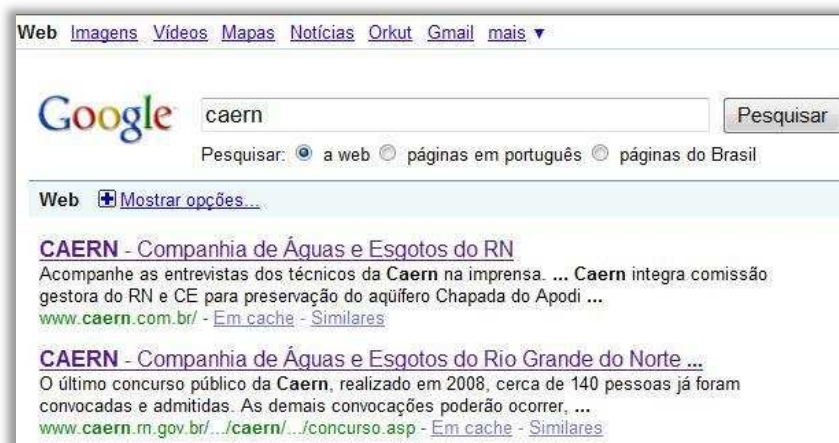 Web Imagens Vídeos Mapas Notícias Orkut Gmail mais ▼
Google caern Pesquisar
Pesquisar: a web páginas em português páginas do Brasil
Web Mostrar opções...
CAERN - Companhia de Águas e Esgotos do RN
Acompanhe as entrevistas dos técnicos da Caern na imprensa. ... Caern integra comissão
gestora do RN e CE para preservação do aqüífero Chapada do Apodi ...
www.caern.com.br/ - Em cache - Similares
CAERN - Companhia de Águas e Esgotos do Rio Grande do Norte ...
O último concurso público da Caern, realizado em 2008, cerca de 140 pessoas já foram
convocadas e admitidas. As demais convocações poderão ocorrer, ...
www.caern.rn.gov.br/.../caern/.../concurso.asp - Em cache - Similares